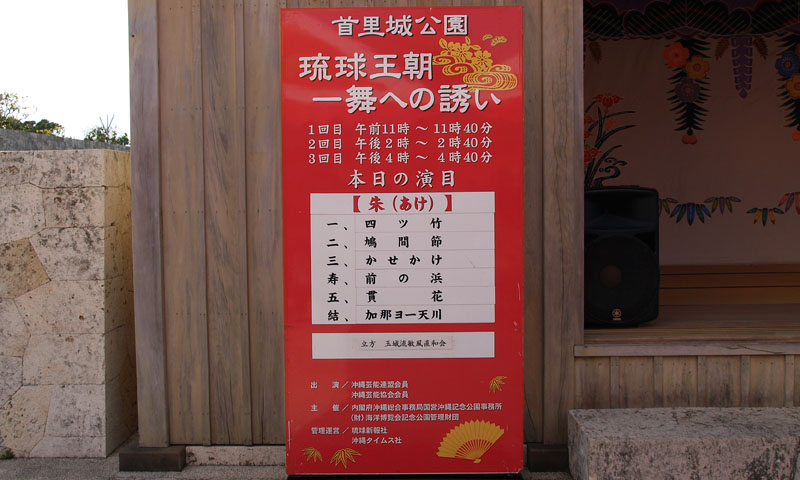 首里城公園
琉球王朝
―舞への誘い
1回目 午前11時～11時40分
2回目 午後2時～2時40分
3回目 午後4時～4時40分
本日の演目
【朱(あけ)】
一、四ツ竹
二、鳩間節
三、かせかけ
寿、前の浜
五、貫花
結、加那ヨー天川
立方 玉城流敏風直和会
出演／沖縄芸能連盟会員
沖縄芸能協会会員
主催／内閣府沖縄総合事務局国営沖縄記念公園事務所
(財)海洋博覧会記念公園管理財団
管理運営／琉球新報社
沖縄タイムス社